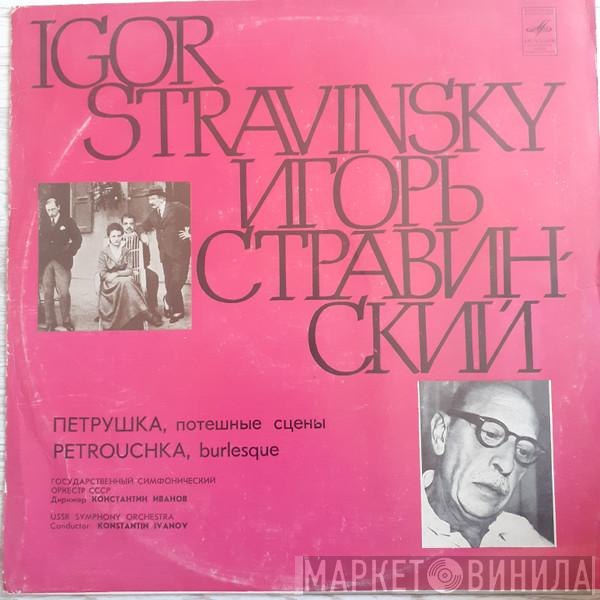 IGOR
STRAVINSKY
ИГОРЬ
СТРАВИН-
СКИЙ
ПЕТРУШКА, потешные сцены
PETROUCHKA, burlesque
ГОСУДАРСТВЕННЫЙ СИМФОНИЧЕСКИЙ
ОРКЕСТР СССР
Дирижер КОНСТАНТИН ИВАНОВ
USSR SYMPHONY ORCHESTRA
Conductor KONSTANTIN IVANOV
МАРКЕТ ВИНИЛА